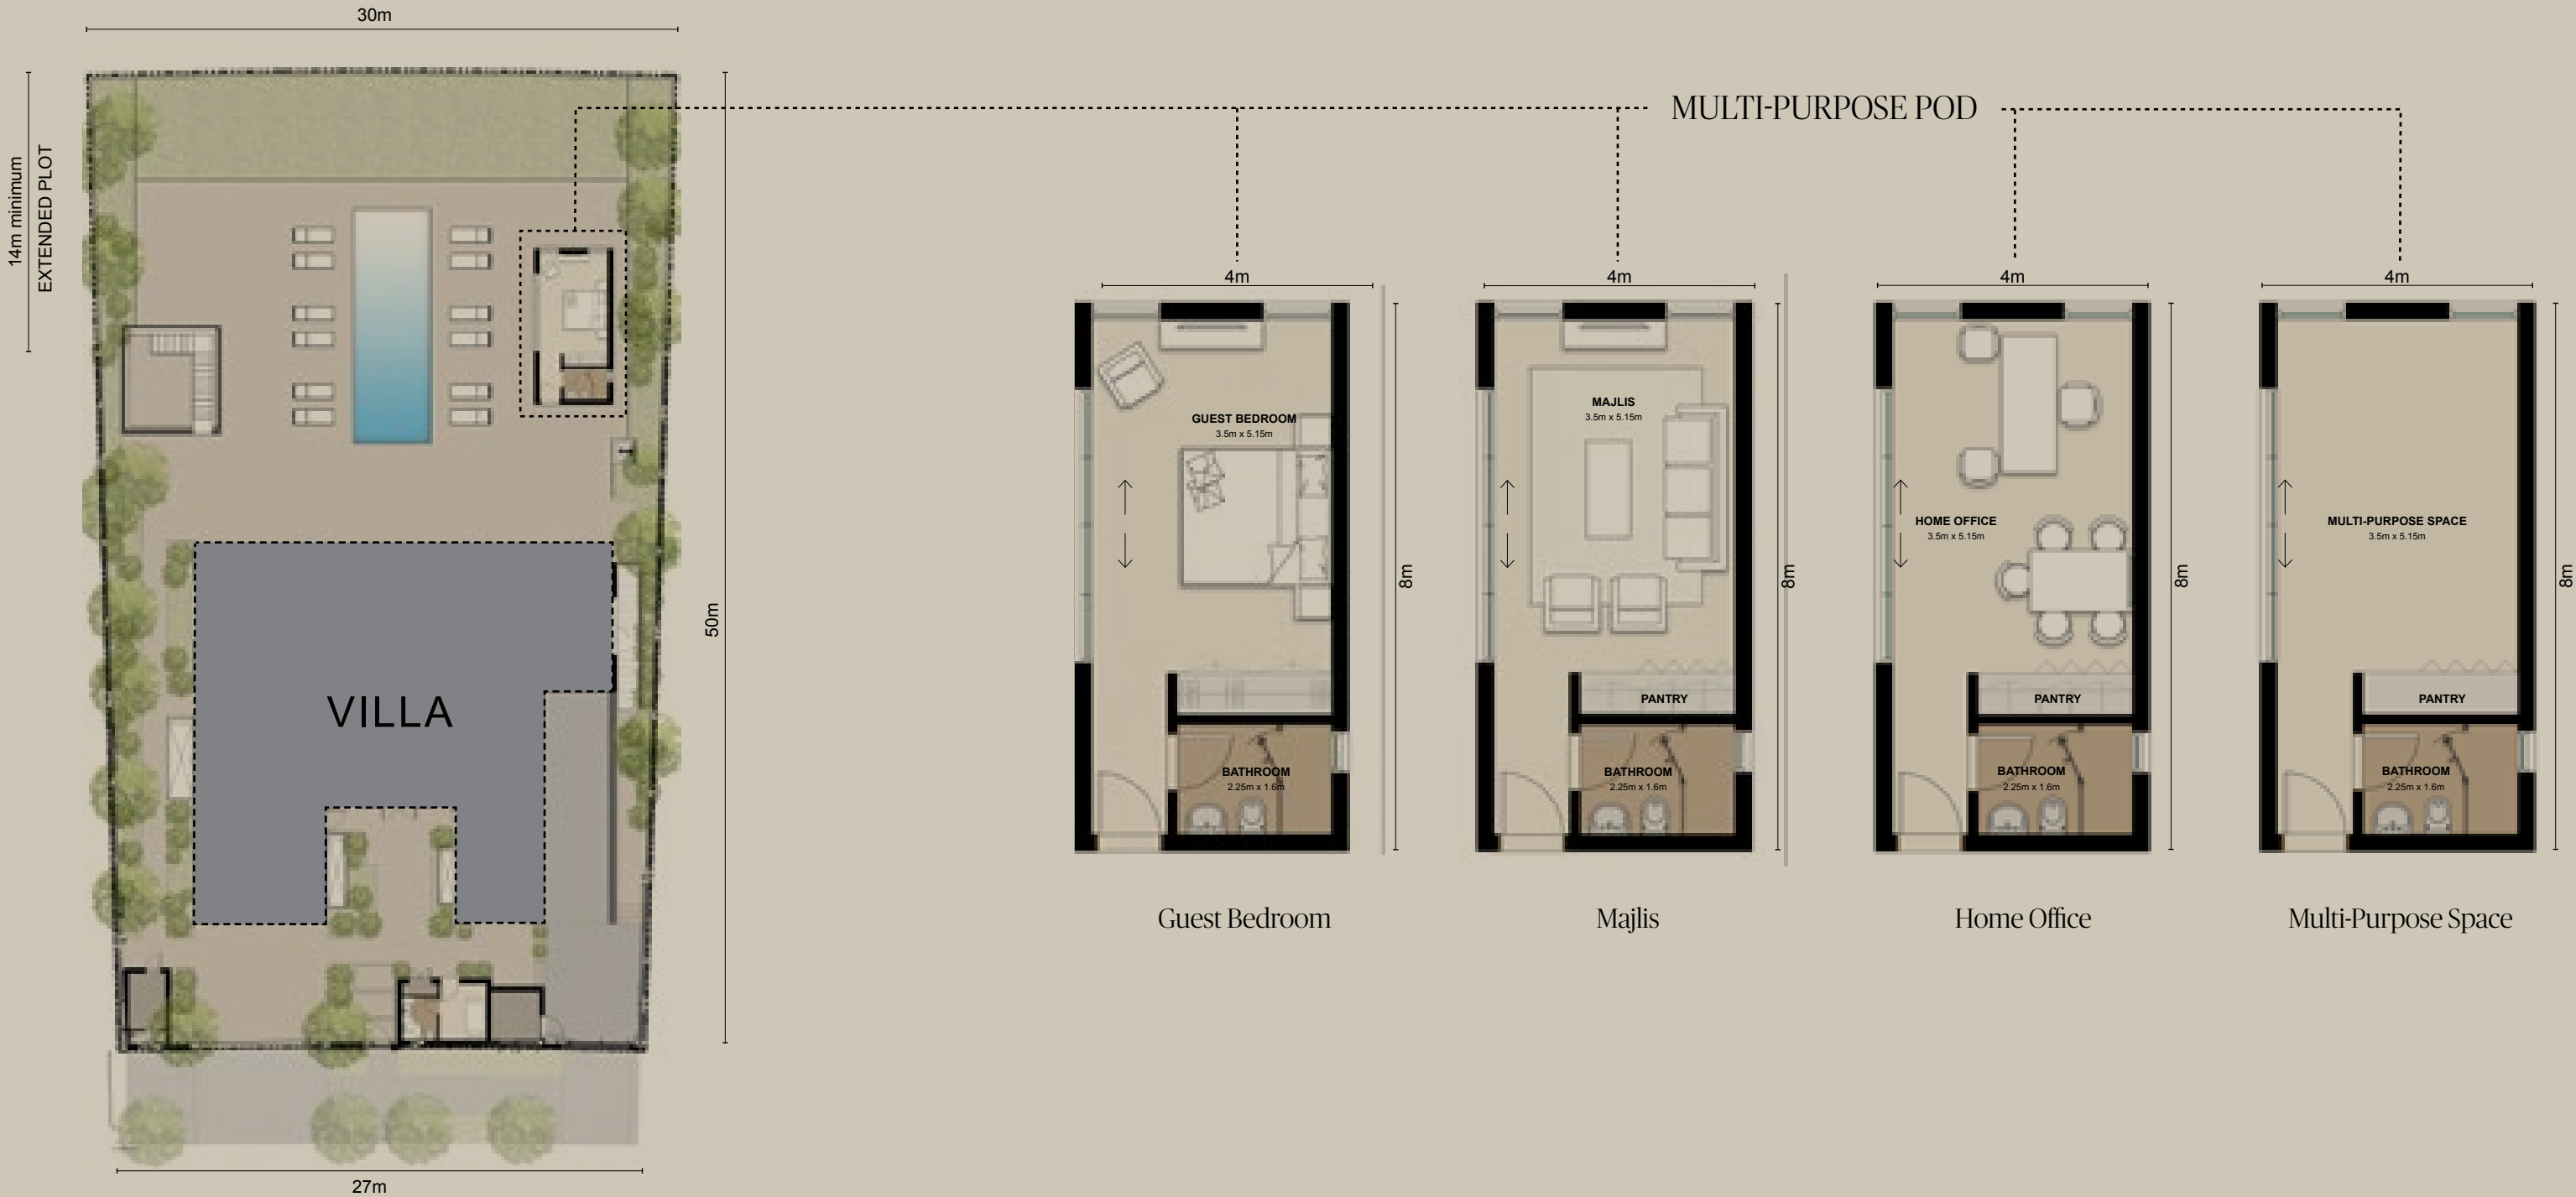 30m
14m minimum
EXTENDED PLOT
50m
VILLA
27m
MULTI-PURPOSE POD
4m
8m
GUEST BEDROOM
3.5m x 5.15m
BATHROOM
2.25m x 1.6m
Guest Bedroom
4m
8m
MAJLIS
3.5m x 5.15m
PANTRY
BATHROOM
2.25m x 1.6m
Majlis
4m
8m
HOME OFFICE
3.5m x 5.15m
PANTRY
BATHROOM
2.25m x 1.6m
Home Office
4m
8m
MULTI-PURPOSE SPACE
3.5m x 5.15m
PANTRY
BATHROOM
2.25m x 1.6m
Multi-Purpose Space